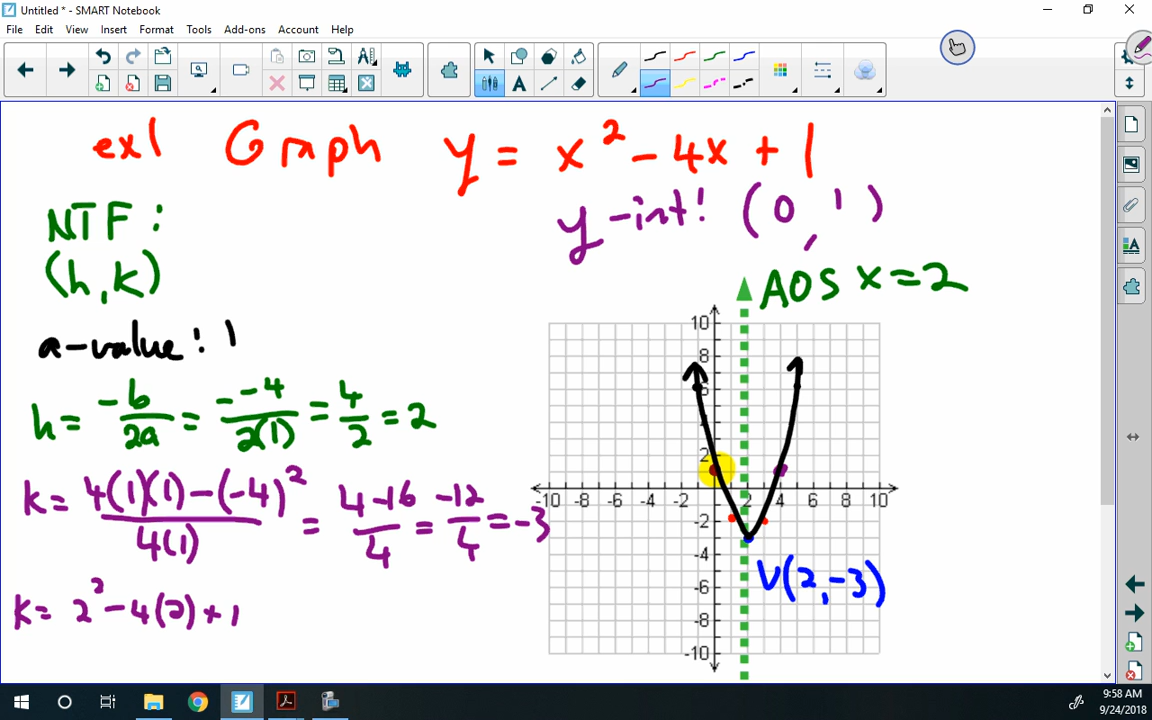 Untitled * - SMART Notebook
File Edit View Insert Format Tools Add-ons Account Help
ex1 Graph y = x² - 4x + 1
y-int! (0, 1)
NTF:
(h, k)
AOS x = 2
a-value: 1
h = -b/2a = --4/2(1) = 4/2 = 2
k = 4(1)(1) - (-4)²/4(1) = 4-16/4 = -12/4 = -3
k = 2² - 4(2) + 1
V(2, -3)
10
8
6
4
2
-10 -8 -6 -4 -2 2 4 6 8 10
-2
-4
-6
-8
-10
9:58 AM
9/24/2018